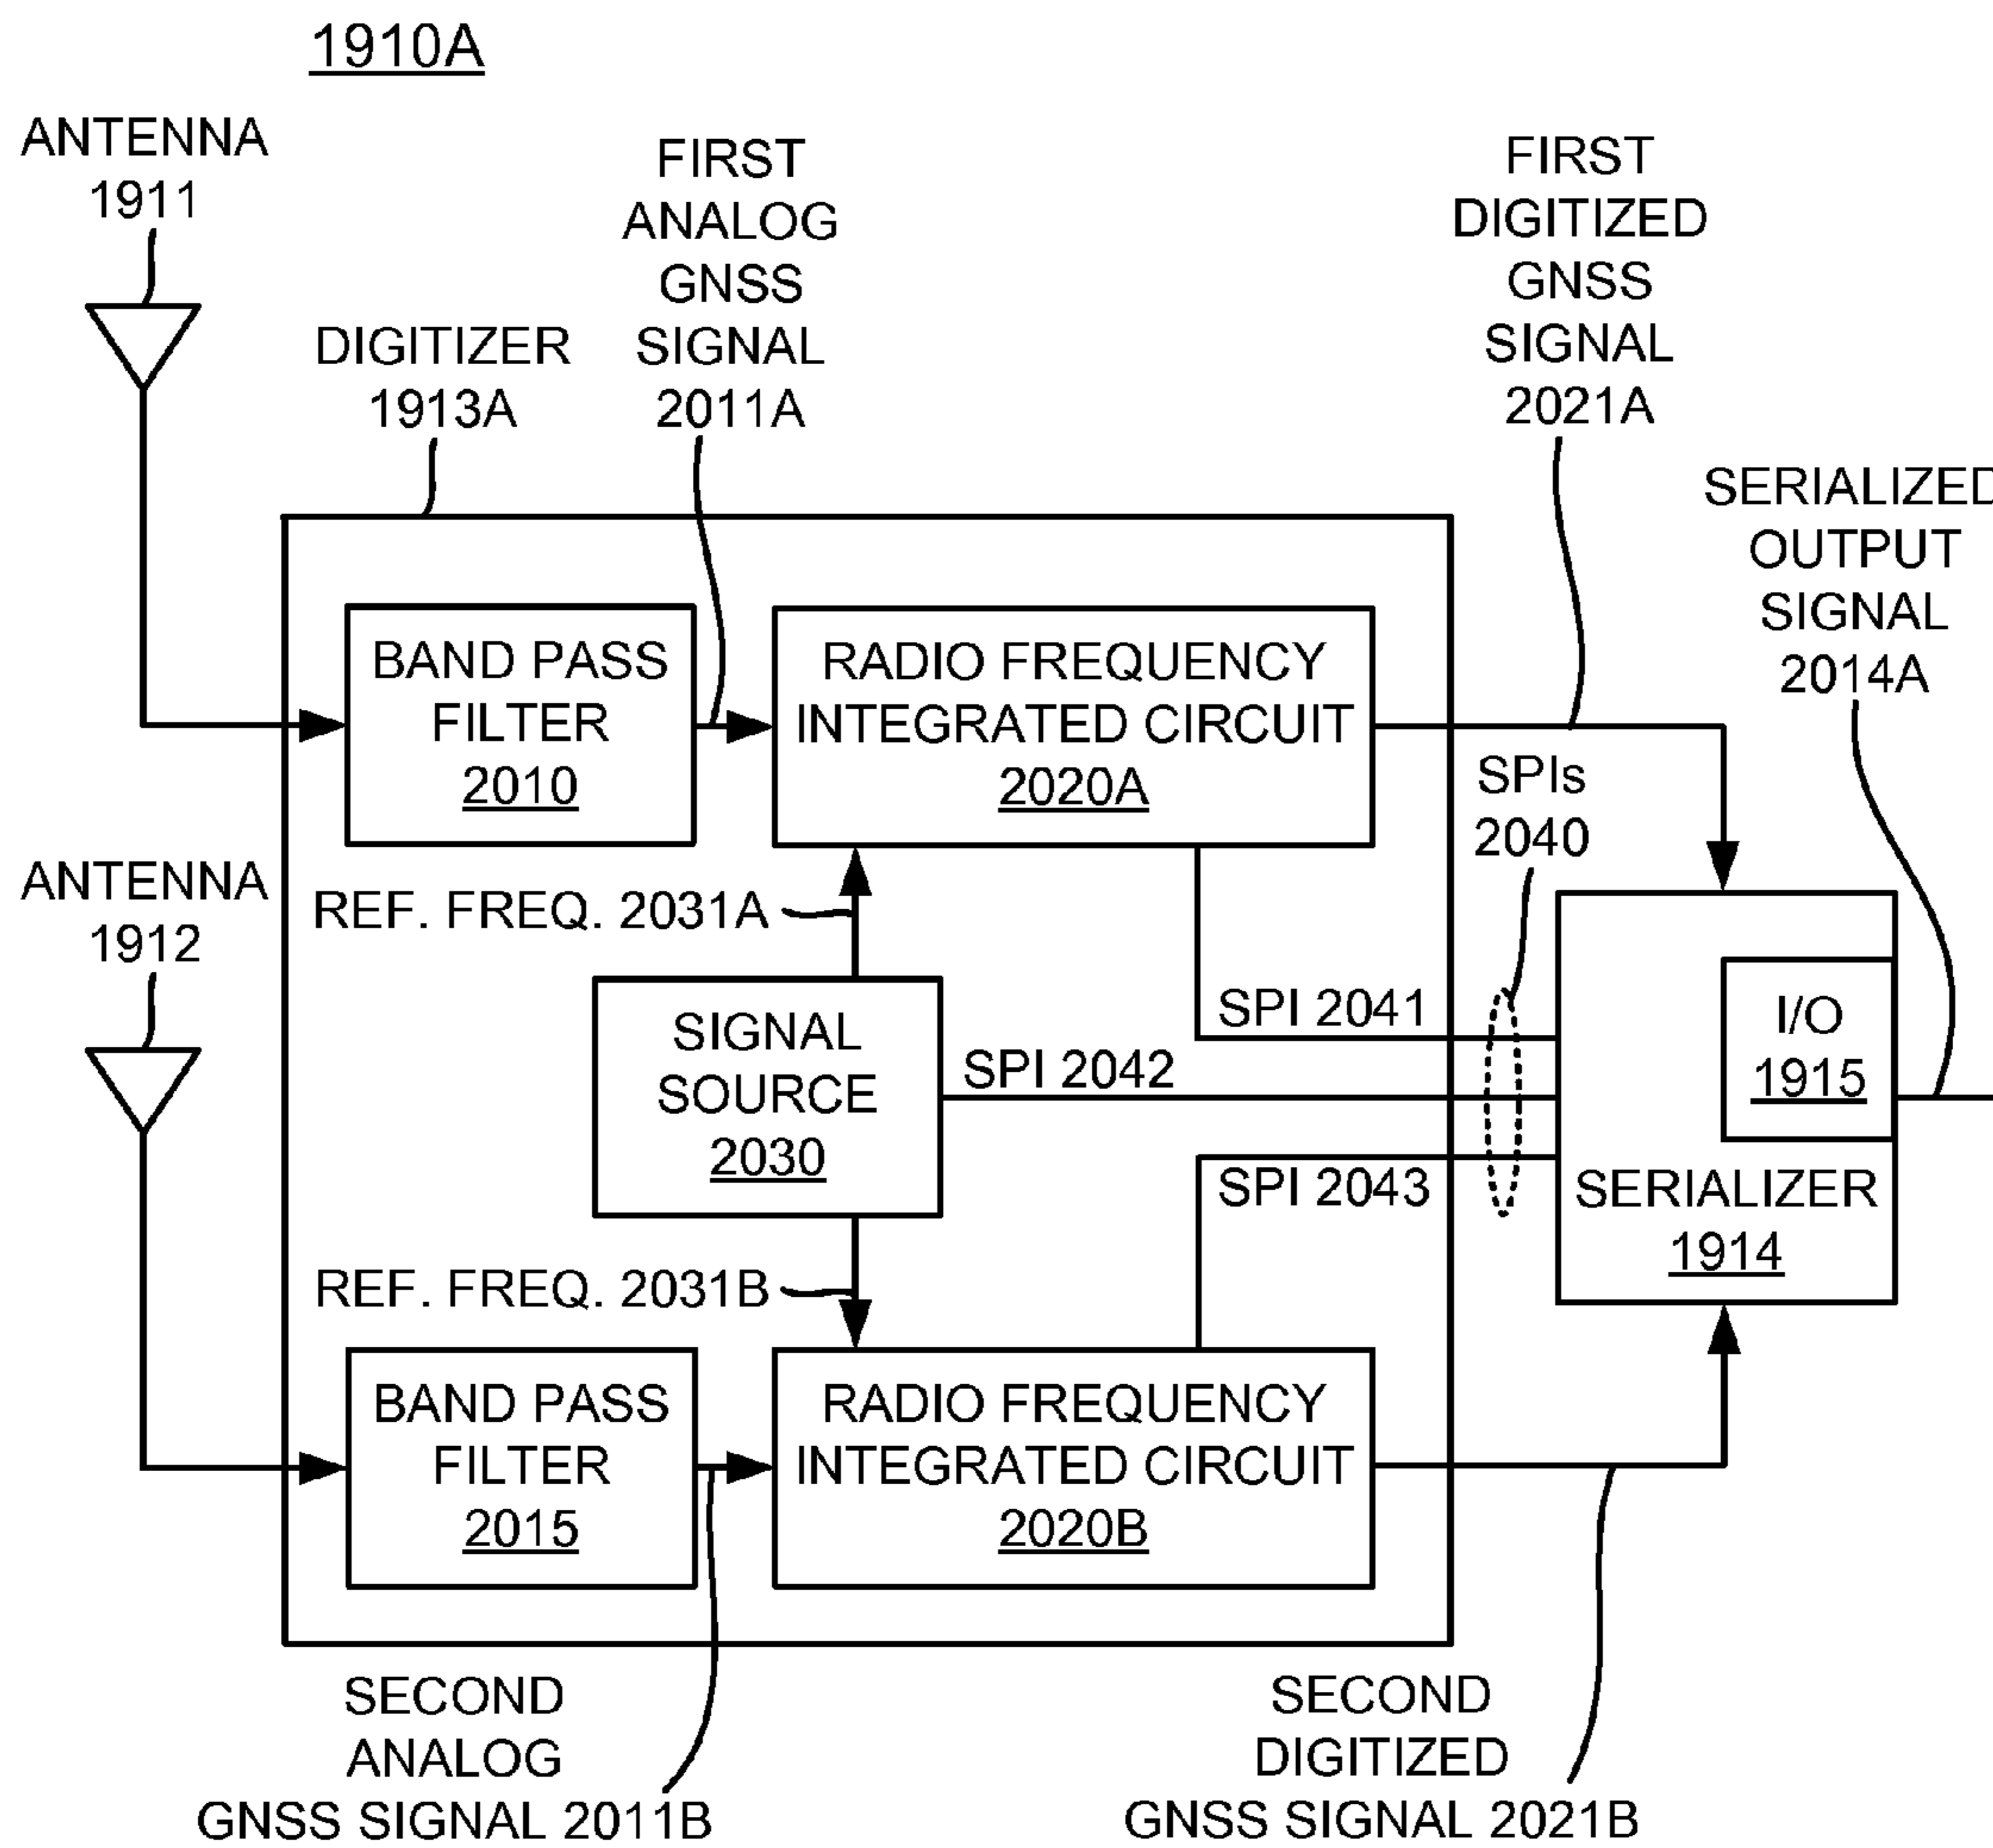 1910A
ANTENNA
1911
FIRST
ANALOG
GNSS
SIGNAL
2011A
FIRST
DIGITIZED
GNSS
SIGNAL
2021A
DIGITIZER
1913A
SERIALIZED
OUTPUT
SIGNAL
2014A
BAND PASS
FILTER
2010
RADIO FREQUENCY
INTEGRATED CIRCUIT
2020A
SPIs
2040
ANTENNA
1912
REF. FREQ. 2031A
SIGNAL
SOURCE
2030
SPI 2041
SPI 2042
SPI 2043
I/O
1915
SERIALIZER
1914
REF. FREQ. 2031B
BAND PASS
FILTER
2015
RADIO FREQUENCY
INTEGRATED CIRCUIT
2020B
SECOND
ANALOG
GNSS SIGNAL 2011B
SECOND
DIGITIZED
GNSS SIGNAL 2021B